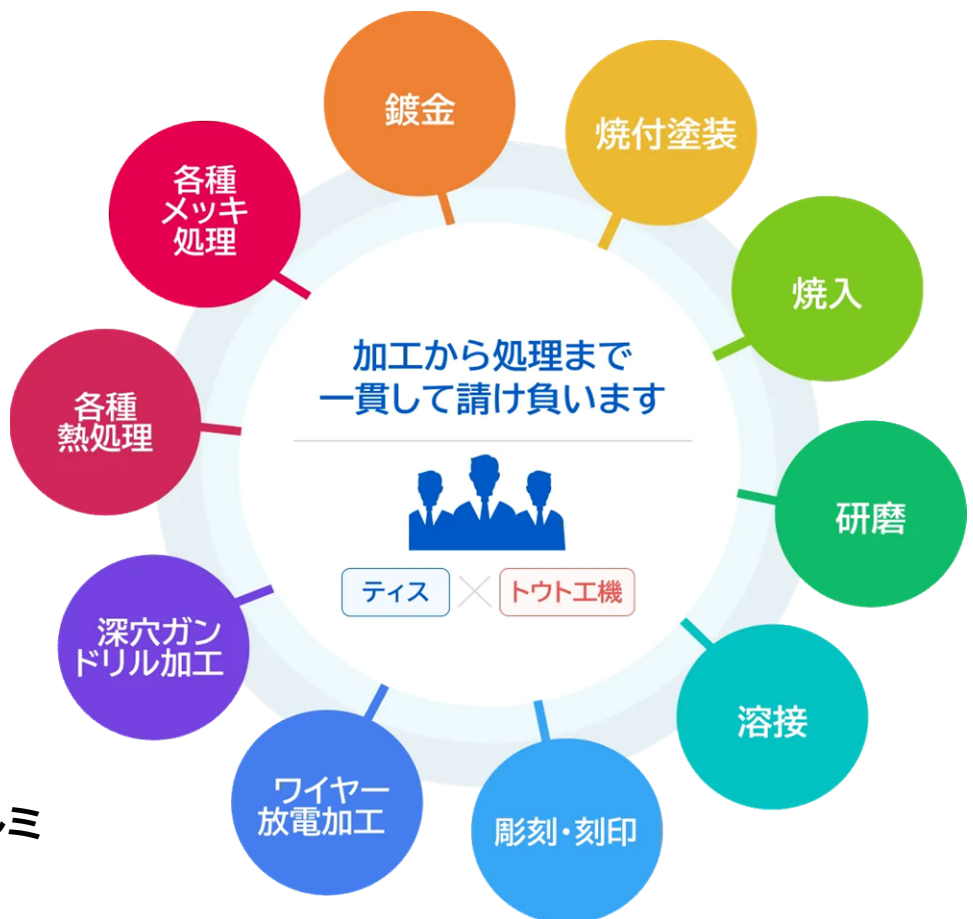 鍍金
焼付塗装
各種
メッキ
処理
焼入
加工から処理まで
一貫して請け負います
各種
熱処理
研磨
ティス
トウト工機
深穴ガン
ドリル加工
溶接
ワイヤー
放電加工
彫刻・刻印
ミ